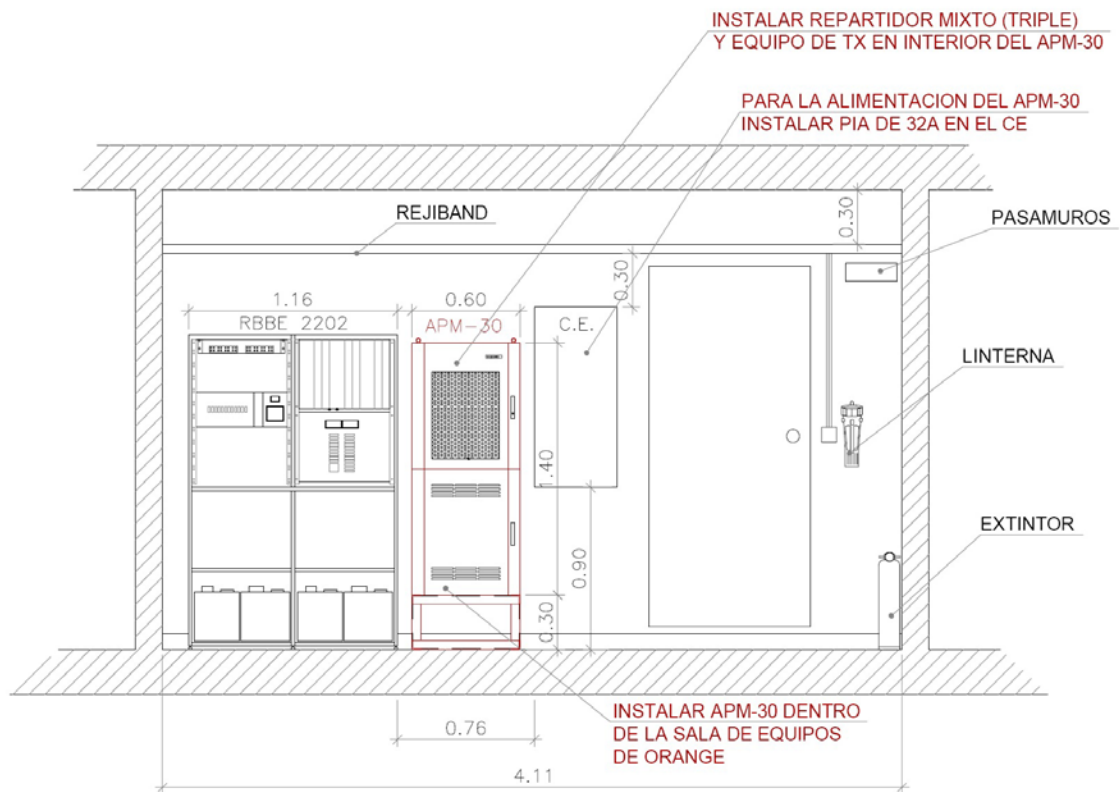 INSTALAR REPARTIDOR MIXTO (TRIPLE)
Y EQUIPO DE TX EN INTERIOR DEL APM-30
PARA LA ALIMENTACION DEL APM-30
INSTALAR PIA DE 32A EN EL CE
REJIBAND
0.30
PASAMUROS
0.30
1.16
0.60
RBBE 2202
APM-30
C.E.
LINTERNA
1.40
EXTINTOR
0.90
0.30
INSTALAR APM-30 DENTRO
DE LA SALA DE EQUIPOS
DE ORANGE
0.76
4.11